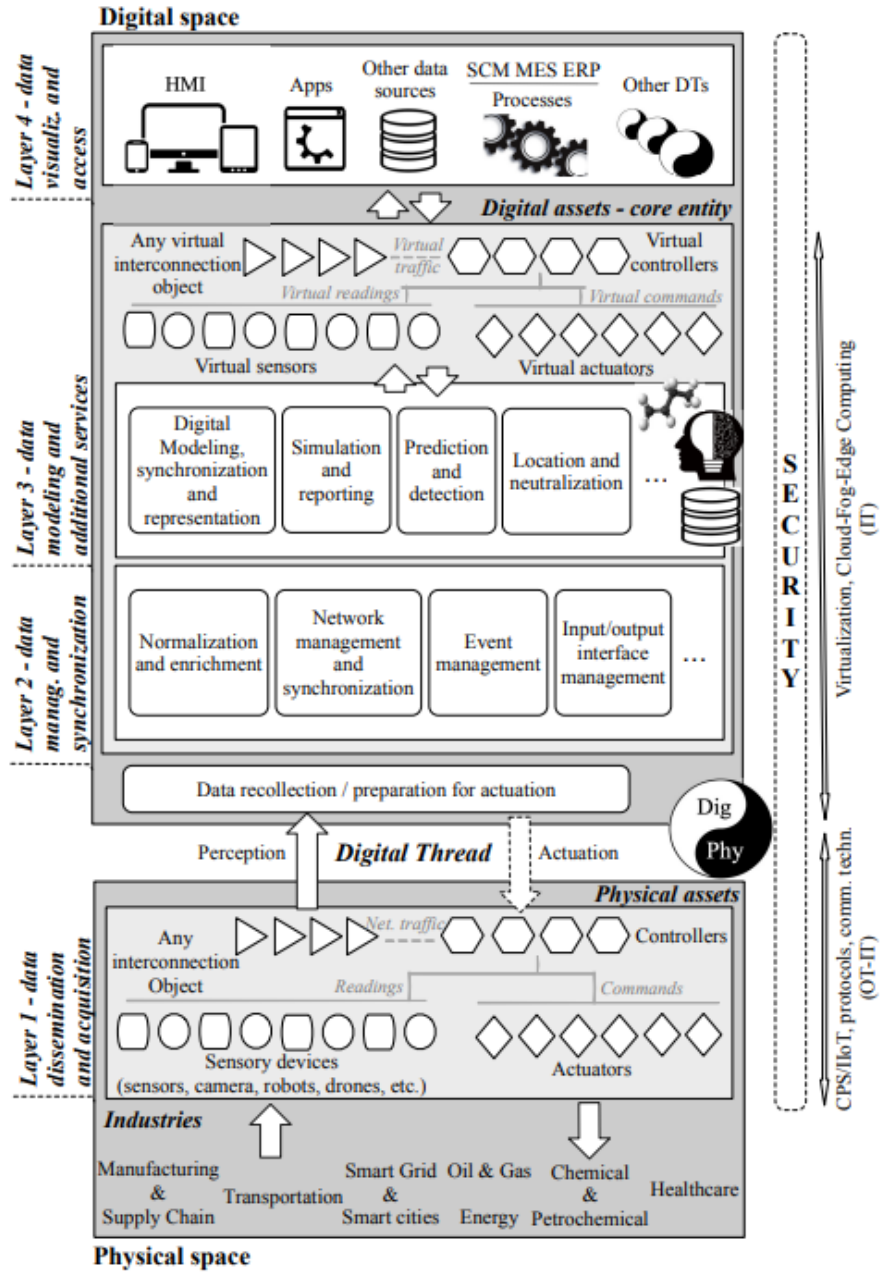 Digital space
Layer 4 - data
visualiz. and
access
HMI
Apps
Other data
sources
SCM MES ERP
Processes
Other DTs
Digital assets - core entity
Any virtual
interconnection
object
Virtual
traffic
Virtual
controllers
Virtual readings
Virtual commands
Virtual sensors
Virtual actuators
Layer 3 - data
modeling and
additional services
Digital
Modeling,
synchronization
and
representation
Simulation
and
reporting
Prediction
and
detection
Location and
neutralization
...
Layer 2 - data
manag. and
synchronization
Normalization
and enrichment
Network
management
and
synchronization
Event
management
Input/output
interface
management
...
Data recollection / preparation for actuation
Dig
Phy
Perception
Digital Thread
Actuation
Physical assets
Layer 1 - data
dissemination
and acquisition
Any
interconnection
Object
Net. traffic
Controllers
Readings
Commands
Sensory devices
(sensors, camera, robots, drones, etc.)
Actuators
Industries
Manufacturing
&
Supply Chain
Transportation
Smart Grid
&
Smart cities
Oil & Gas
Energy
Chemical
&
Petrochemical
Healthcare
Physical space
SECURITY
Virtualization, Cloud-Fog-Edge Computing
(IT)
CPS/IIoT, protocols, comm. techn.
(OT-IT)